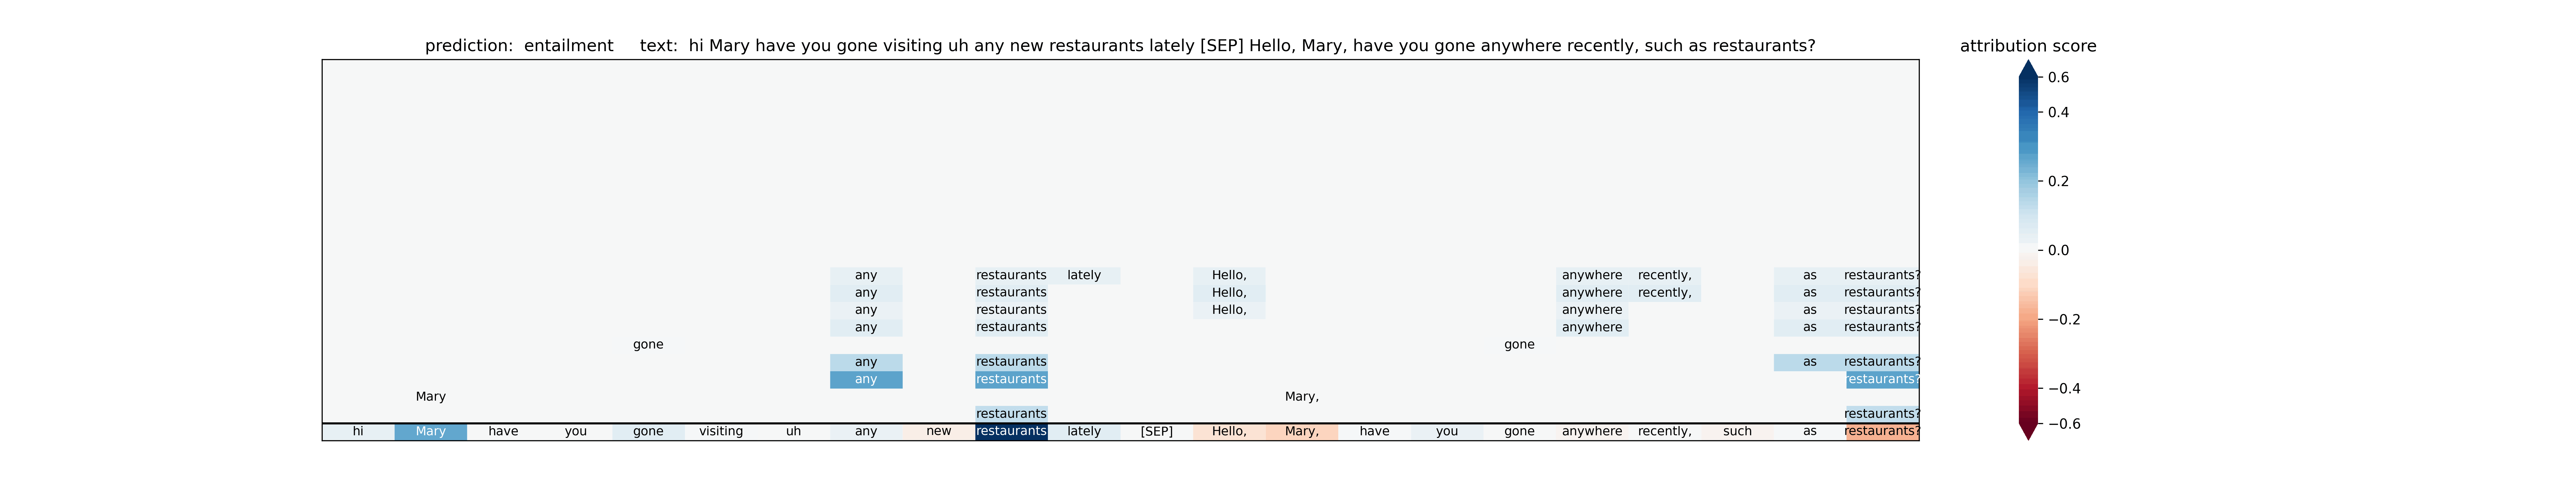 prediction:  entailment     text:  hi Mary have you gone visiting uh any new restaurants lately [SEP] Hello, Mary, have you gone anywhere recently, such as restaurants?
attribution score
any restaurants lately Hello, anywhere recently, as restaurants?
any restaurants Hello, anywhere recently, as restaurants?
any restaurants Hello, anywhere as restaurants?
any restaurants anywhere as restaurants?
gone gone
any restaurants as restaurants?
any restaurants restaurants?
Mary Mary,
restaurants restaurants?
hi Mary have you gone visiting uh any new restaurants lately [SEP] Hello, Mary, have you gone anywhere recently, such as restaurants?
0.6
0.4
0.2
0.0
−0.2
−0.4
−0.6